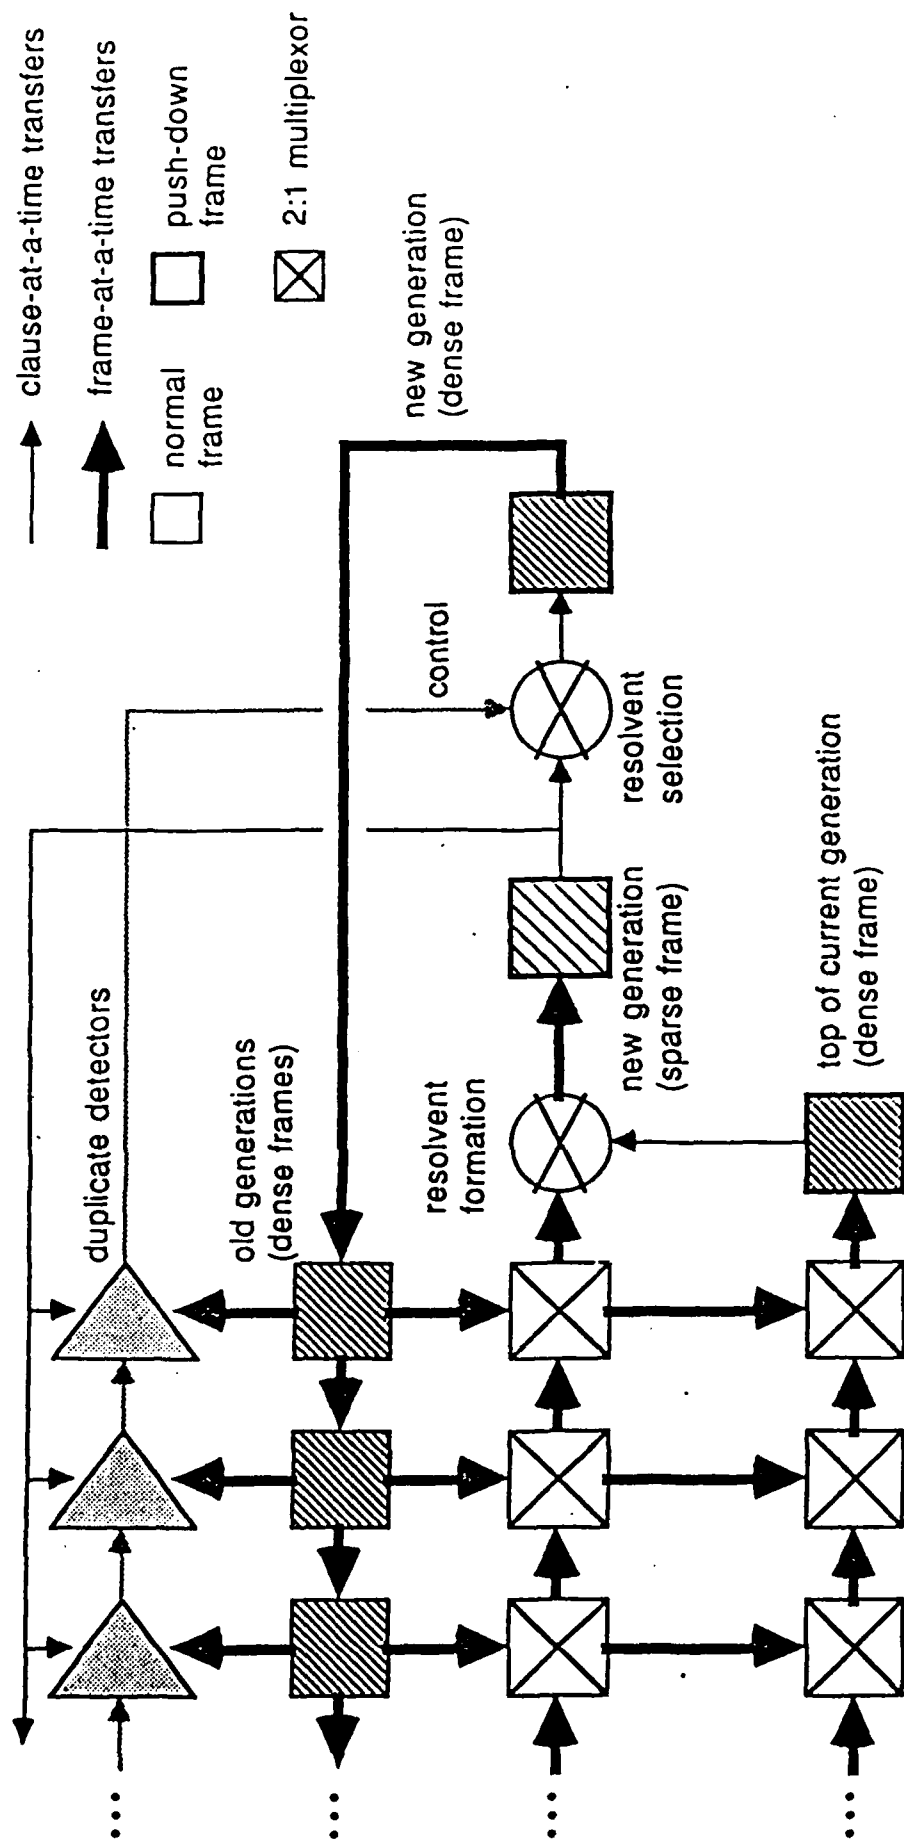 clause-at-a-time transfers
frame-at-a-time transfers
normal
frame
push-down
frame
2:1 multiplexor
duplicate detectors
old generations
(dense frames)
new generation
(dense frame)
control
resolvent
formation
new generation
(sparse frame)
resolvent
selection
top of current generation
(dense frame)